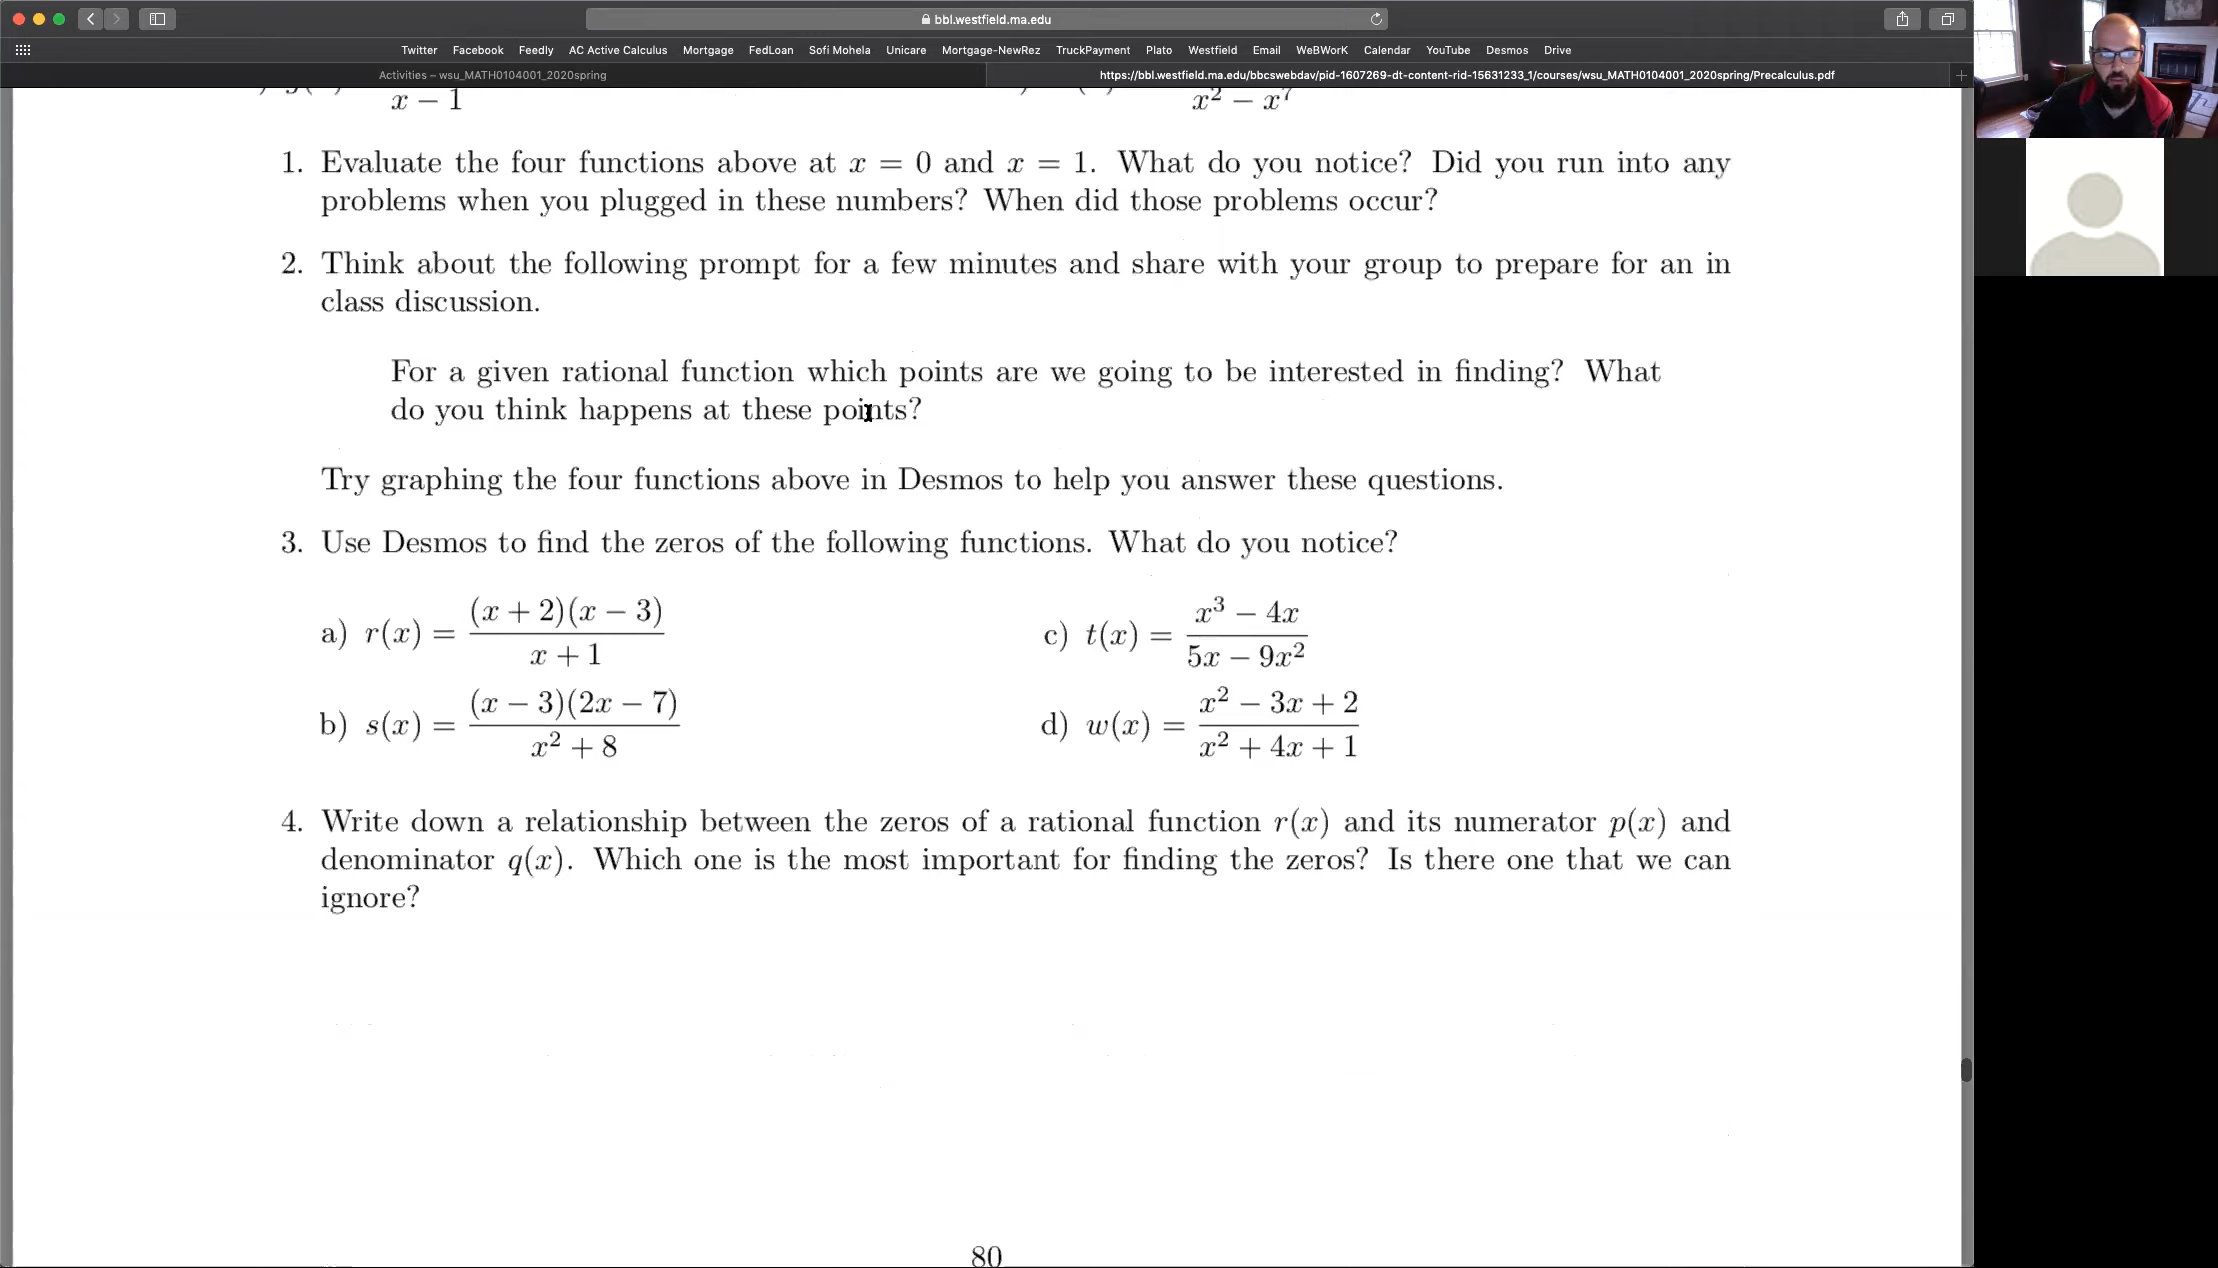 bbl.westfield.ma.edu
Twitter Facebook Feedly AC Active Calculus Mortgage FedLoan Sofi Mohela Unicare Mortgage-NewRez TruckPayment Plato Westfield Email WeBWorK Calendar YouTube Desmos Drive
Activities – wsu_MATH0104001_2020spring
https://bbl.westfield.ma.edu/bbcswebdav/pid-1607269-dt-content-rid-15631233_1/courses/wsu_MATH0104001_2020spring/Precalculus.pdf
x − 1
x² − x⁷
1. Evaluate the four functions above at x = 0 and x = 1. What do you notice? Did you run into any
problems when you plugged in these numbers? When did those problems occur?
2. Think about the following prompt for a few minutes and share with your group to prepare for an in
class discussion.
For a given rational function which points are we going to be interested in finding? What
do you think happens at these points?
Try graphing the four functions above in Desmos to help you answer these questions.
3. Use Desmos to find the zeros of the following functions. What do you notice?
a) r(x) = (x + 2)(x − 3) / x + 1
b) s(x) = (x − 3)(2x − 7) / x² + 8
c) t(x) = x³ − 4x / 5x − 9x²
d) w(x) = x² − 3x + 2 / x² + 4x + 1
4. Write down a relationship between the zeros of a rational function r(x) and its numerator p(x) and
denominator q(x). Which one is the most important for finding the zeros? Is there one that we can
ignore?
80